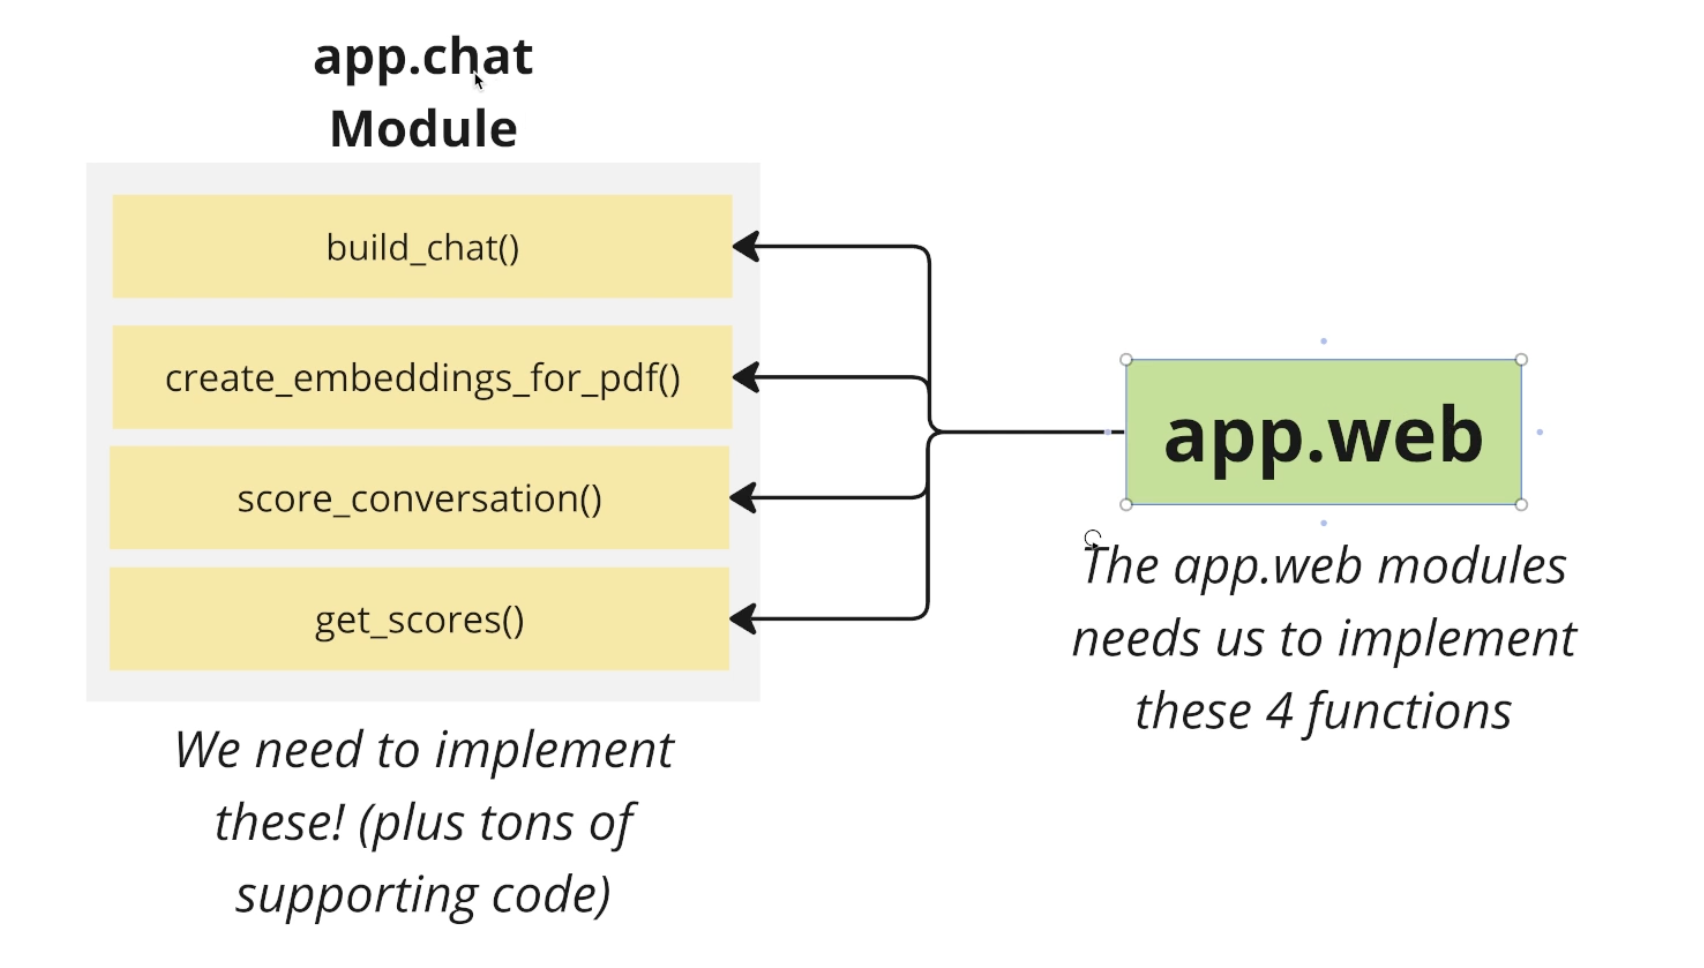 app.chat
Module
build_chat()
create_embeddings_for_pdf()
score_conversation()
get_scores()
We need to implement
these! (plus tons of
supporting code)
app.web
The app.web modules
needs us to implement
these 4 functions